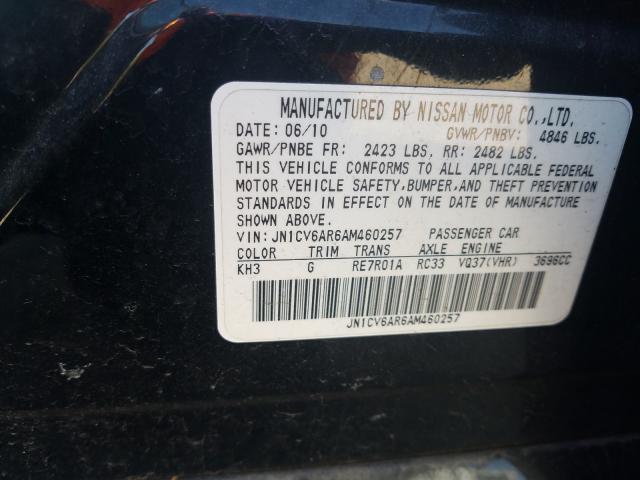 MANUFACTURED BY NISSAN MOTOR CO.,LTD.
DATE: 06/10 GVWR/PNBV: 4846 LBS.
GAWR/PNBE FR: 2423 LBS, RR: 2482 LBS.
THIS VEHICLE CONFORMS TO ALL APPLICABLE FEDERAL
MOTOR VEHICLE SAFETY,BUMPER,AND THEFT PREVENTION
STANDARDS IN EFFECT ON THE DATE OF MANUFACTURE
SHOWN ABOVE.
VIN:JN1CV6AR6AM460257 PASSENGER CAR
COLOR TRIM TRANS AXLE ENGINE
KH3 G RE7R01A RC33 VQ37(VHR) 3696CC
JN1CV6AR6AM460257